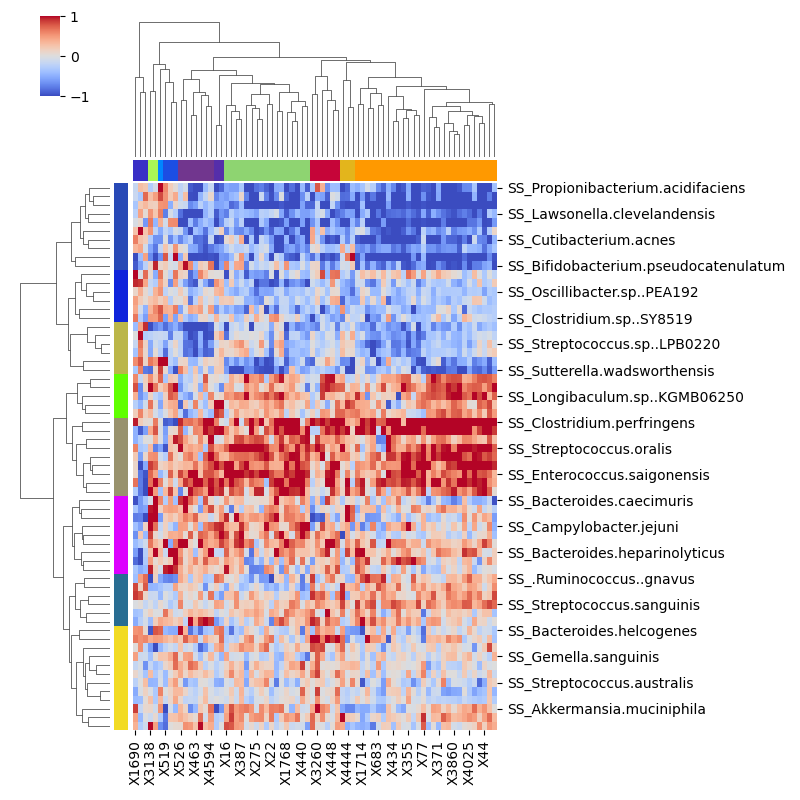 1
0
−1
SS_Propionibacterium.acidifaciens
SS_Lawsonella.clevelandensis
SS_Cutibacterium.acnes
SS_Bifidobacterium.pseudocatenulatum
SS_Oscillibacter.sp..PEA192
SS_Clostridium.sp..SY8519
SS_Streptococcus.sp..LPB0220
SS_Sutterella.wadsworthensis
SS_Longibaculum.sp..KGMB06250
SS_Clostridium.perfringens
SS_Streptococcus.oralis
SS_Enterococcus.saigonensis
SS_Bacteroides.caecimuris
SS_Campylobacter.jejuni
SS_Bacteroides.heparinolyticus
SS_.Ruminococcus..gnavus
SS_Streptococcus.sanguinis
SS_Bacteroides.helcogenes
SS_Gemella.sanguinis
SS_Streptococcus.australis
SS_Akkermansia.muciniphila
X1690
X3138
X519
X526
X463
X4594
X16
X387
X275
X22
X1768
X440
X3260
X448
X4444
X1714
X683
X434
X355
X77
X371
X3860
X4025
X44